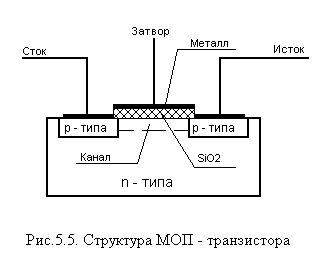 Затвор
Металл
Сток
Исток
p - типа
p - типа
Канал
SiO2
n - типа
Рис.5.5. Структура МОП - транзистора